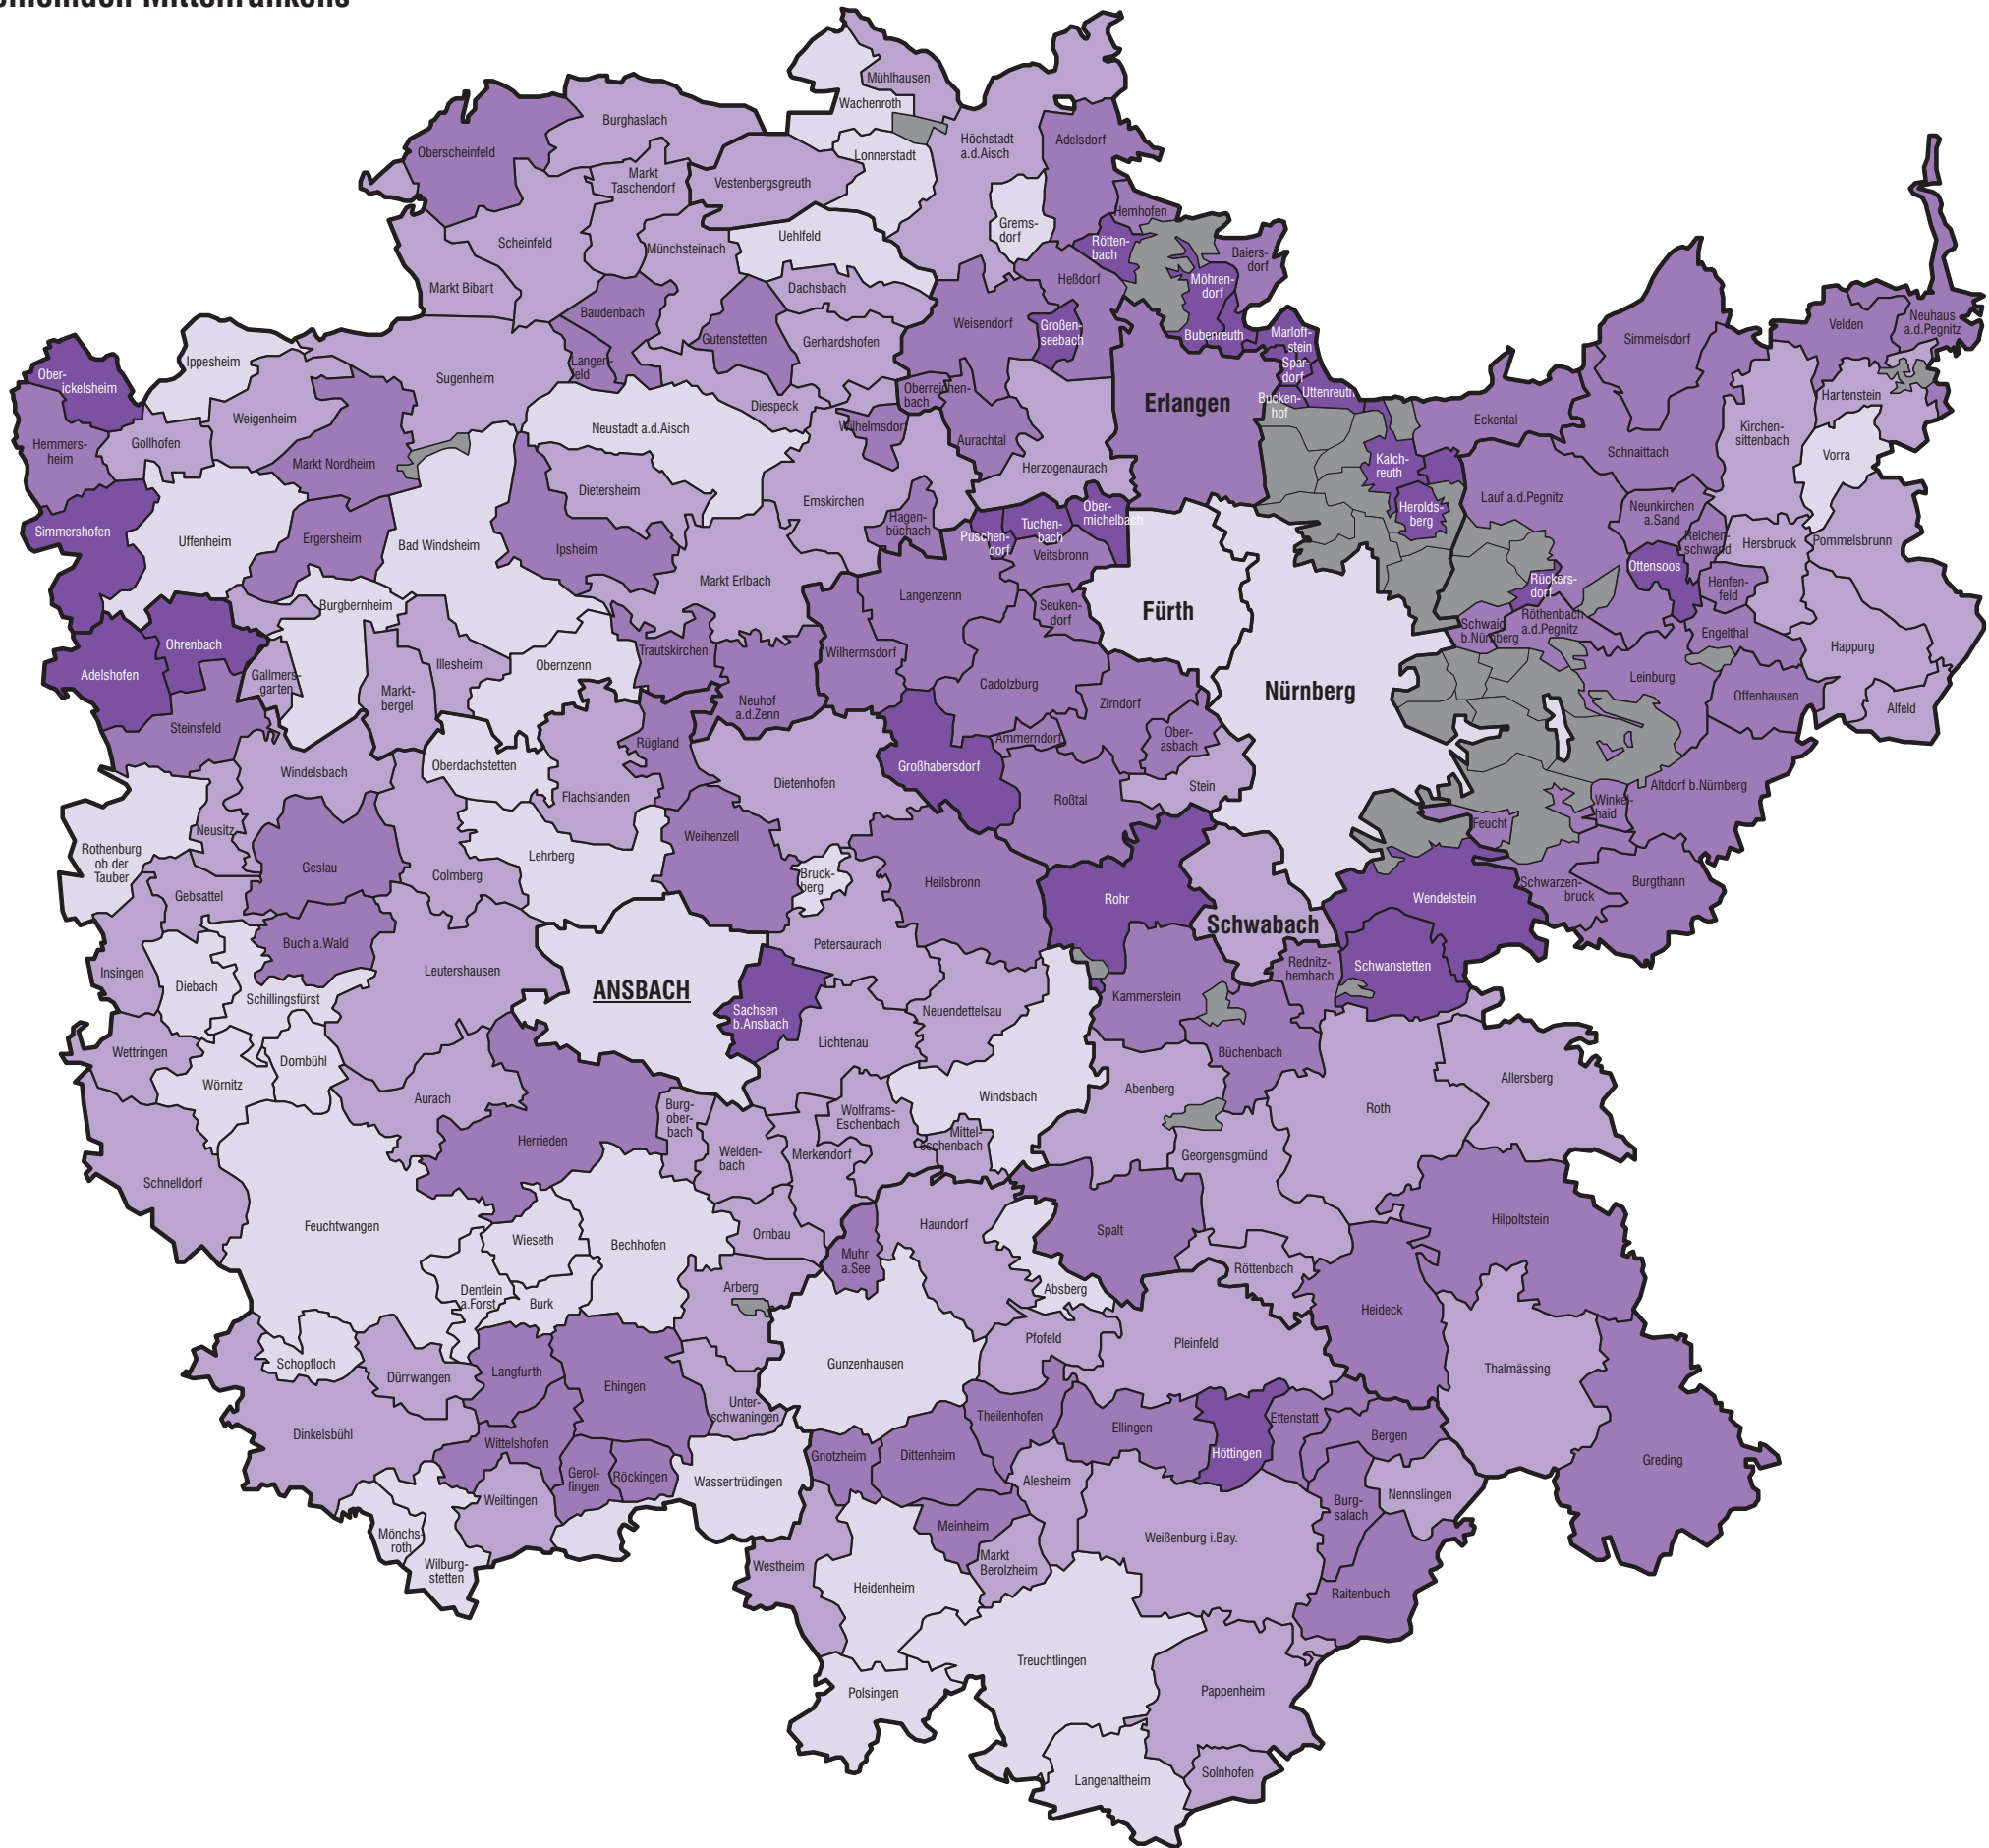 Mühlhausen
Wachenroth
Burghaslach
Höchstadt
a.d.Aisch
Adelsdorf
Oberscheinfeld
Lonnerstadt
Markt
Taschendorf
Vestenbergsgreuth
Hemhofen
Grems-
dorf
Uehlfeld
Scheinfeld
Münchsteinach
Rötten-
bach
Baiers-
dorf
Heßdorf
Möhren-
dorf
Markt Bibart
Dachsbach
Baudenbach
Weisendorf
Großen-
seebach
Bubenreuth
Marloff-
stein
Simmelsdorf
Velden
Neuhaus
a.d.Pegnitz
Gutenstetten
Gerhardshofen
Ippesheim
Langen-
feld
Spar-
dorf
Ober-
ickelsheim
Sugenheim
Oberreichen-
bach
Uttenreuth
Hartenstein
Erlangen
Bucken-
hof
Diespeck
Weigenheim
Neustadt a.d.Aisch
Wilhelmsdorf
Eckental
Kirchen-
sittenbach
Hemmers-
heim
Gollhofen
Aurachtal
Schnaittach
Vorra
Markt Nordheim
Herzogenaurach
Kalch-
reuth
Dietersheim
Emskirchen
Lauf a.d.Pegnitz
Neunkirchen
a.Sand
Simmershofen
Hagen-
büchach
Ober-
michelbach
Herolds-
berg
Tuchen-
bach
Puschen-
dorf
Uffenheim
Ergersheim
Bad Windsheim
Ipsheim
Veitsbronn
Reichen-
schwand
Hersbruck
Pommelsbrunn
Ottensoos
Markt Erlbach
Rückers-
dorf
Henfen-
feld
Langenzenn
Burgbernheim
Seuken-
dorf
Fürth
Röthenbach
a.d.Pegnitz
Schwaig
b.Nürnberg
Engelthal
Ohrenbach
Illesheim
Obernzenn
Trautskirchen
Wilhermsdorf
Happurg
Adelshofen
Gallmers-
garten
Markt-
bergel
Cadolzburg
Nürnberg
Leinburg
Offenhausen
Neuhof
a.d.Zenn
Zirndorf
Alfeld
Steinsfeld
Rügland
Ammerndorf
Ober-
asbach
Windelsbach
Oberdachstetten
Großhabersdorf
Dietenhofen
Stein
Altdorf b.Nürnberg
Flachslanden
Roßtal
Winkel-
haid
Neusitz
Weihenzell
Feucht
Rothenburg
ob der
Tauber
Lehrberg
Geslau
Colmberg
Bruck-
berg
Heilsbronn
Burgthann
Schwarzen-
bruck
Gebsattel
Rohr
Wendelstein
Schwabach
Buch a.Wald
Petersaurach
Insingen
Leutershausen
Rednitz-
hembach
Schwanstetten
Diebach
ANSBACH
Schillingsfürst
Kammerstein
Sachsen
b.Ansbach
Neuendettelsau
Lichtenau
Wettringen
Dombühl
Büchenbach
Wörnitz
Allersberg
Aurach
Windsbach
Abenberg
Roth
Burg-
ober-
bach
Wolframs-
Eschenbach
Herrieden
Mittel-
eschenbach
Weiden-
bach
Merkendorf
Georgensgmünd
Schnelldorf
Feuchtwangen
Haundorf
Spalt
Hilpoltstein
Ornbau
Wieseth
Bechhofen
Muhr
a.See
Röttenbach
Arberg
Absberg
Dentlein
a.Forst
Burk
Heideck
Pfofeld
Pleinfeld
Schopfloch
Gunzenhausen
Thalmässing
Dürrwangen
Langfurth
Ehingen
Unter-
schwaningen
Theilenhofen
Ettenstatt
Dinkelsbühl
Ellingen
Bergen
Wittelshofen
Höttingen
Gnotzheim
Dittenheim
Greding
Gerol-
fingen
Röckingen
Wassertrüdingen
Alesheim
Nennslingen
Weiltingen
Burg-
salach
Meinheim
Mönchs-
roth
Weißenburg i.Bay.
Markt
Berolzheim
Westheim
Wilburg-
stetten
Heidenheim
Raitenbuch
Treuchtlingen
Polsingen
Pappenheim
Solnhofen
Langenaltheim